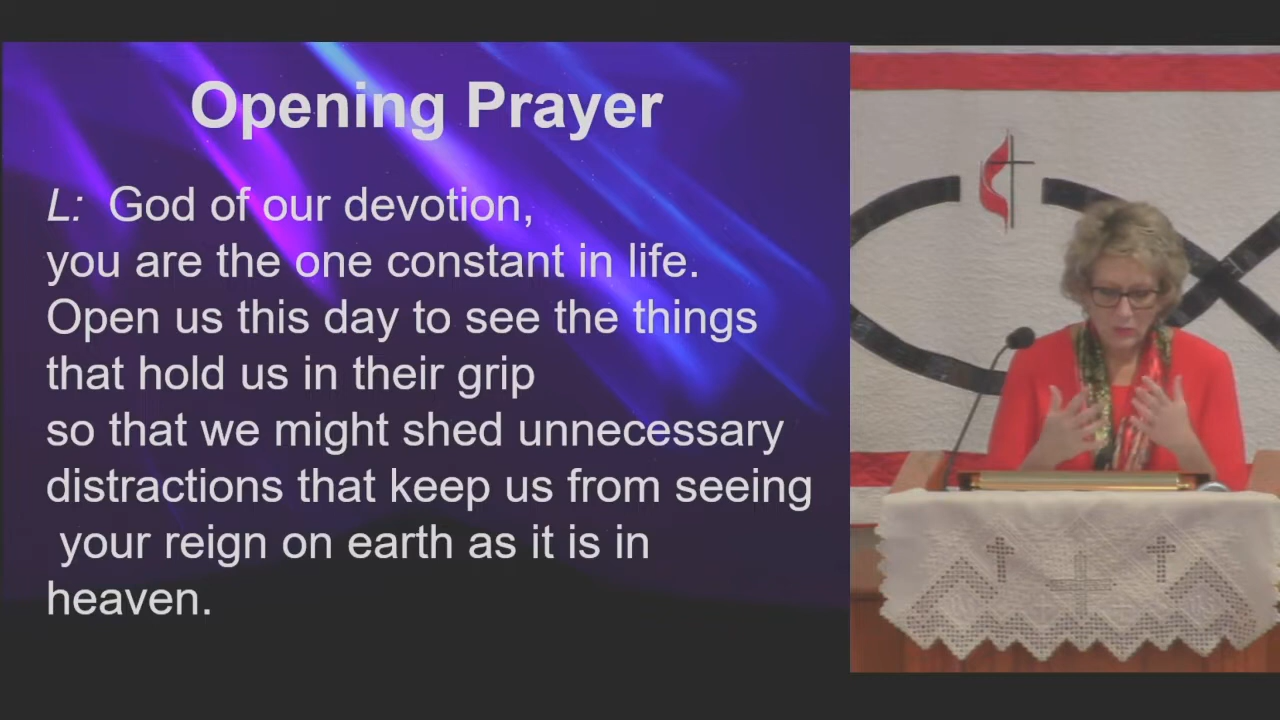 Opening Prayer
L: God of our devotion,
you are the one constant in life.
Open us this day to see the things
that hold us in their grip
so that we might shed unnecessary
distractions that keep us from seeing
your reign on earth as it is in
heaven.